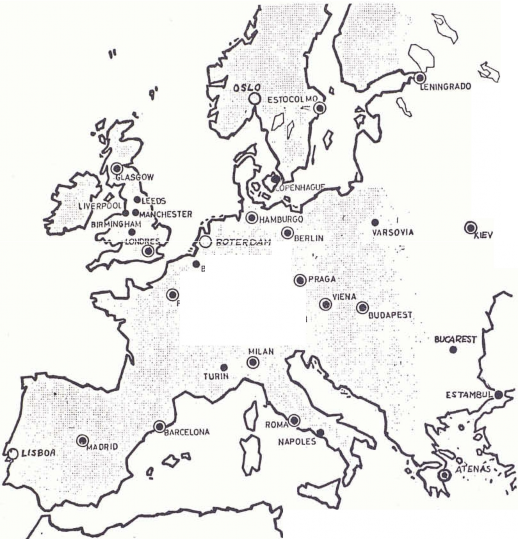 OSLO
ESTOCOLMO
LENINGRADO
GLASGOW
COPENHAGUE
LEEDS
LIVERPOOL
MANCHESTER
HAMBURGO
BIRMINGHAM
VARSOVIA
KIEV
BERLIN
LONDRES
ROTERDAM
B
PRAGA
P
VIENA
BUDAPEST
BUCAREST
MILAN
TURIN
ESTAMBUL
ROMA
BARCELONA
NAPOLES
MADRID
LISBOA
ATENAS